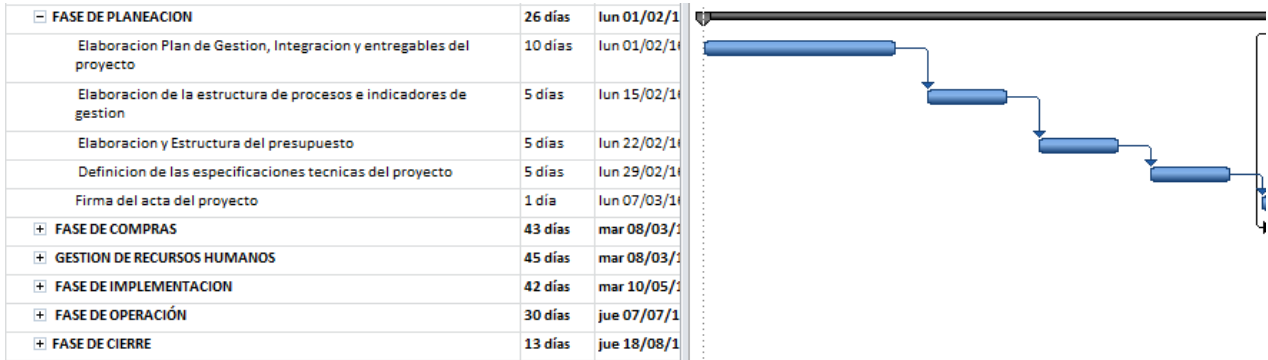 FASE DE PLANEACION 26 días lun 01/02/1
Elaboracion Plan de Gestion, Integracion y entregables del 10 días lun 01/02/16
proyecto
Elaboracion de la estructura de procesos e indicadores de 5 días lun 15/02/16
gestion
Elaboracion y Estructura del presupuesto 5 días lun 22/02/16
Definicion de las especificaciones tecnicas del proyecto 5 días lun 29/02/16
Firma del acta del proyecto 1 día lun 07/03/16
FASE DE COMPRAS 43 días mar 08/03/1
GESTION DE RECURSOS HUMANOS 45 días mar 08/03/1
FASE DE IMPLEMENTACION 42 días mar 10/05/1
FASE DE OPERACIÓN 30 días jue 07/07/1
FASE DE CIERRE 13 días jue 18/08/1